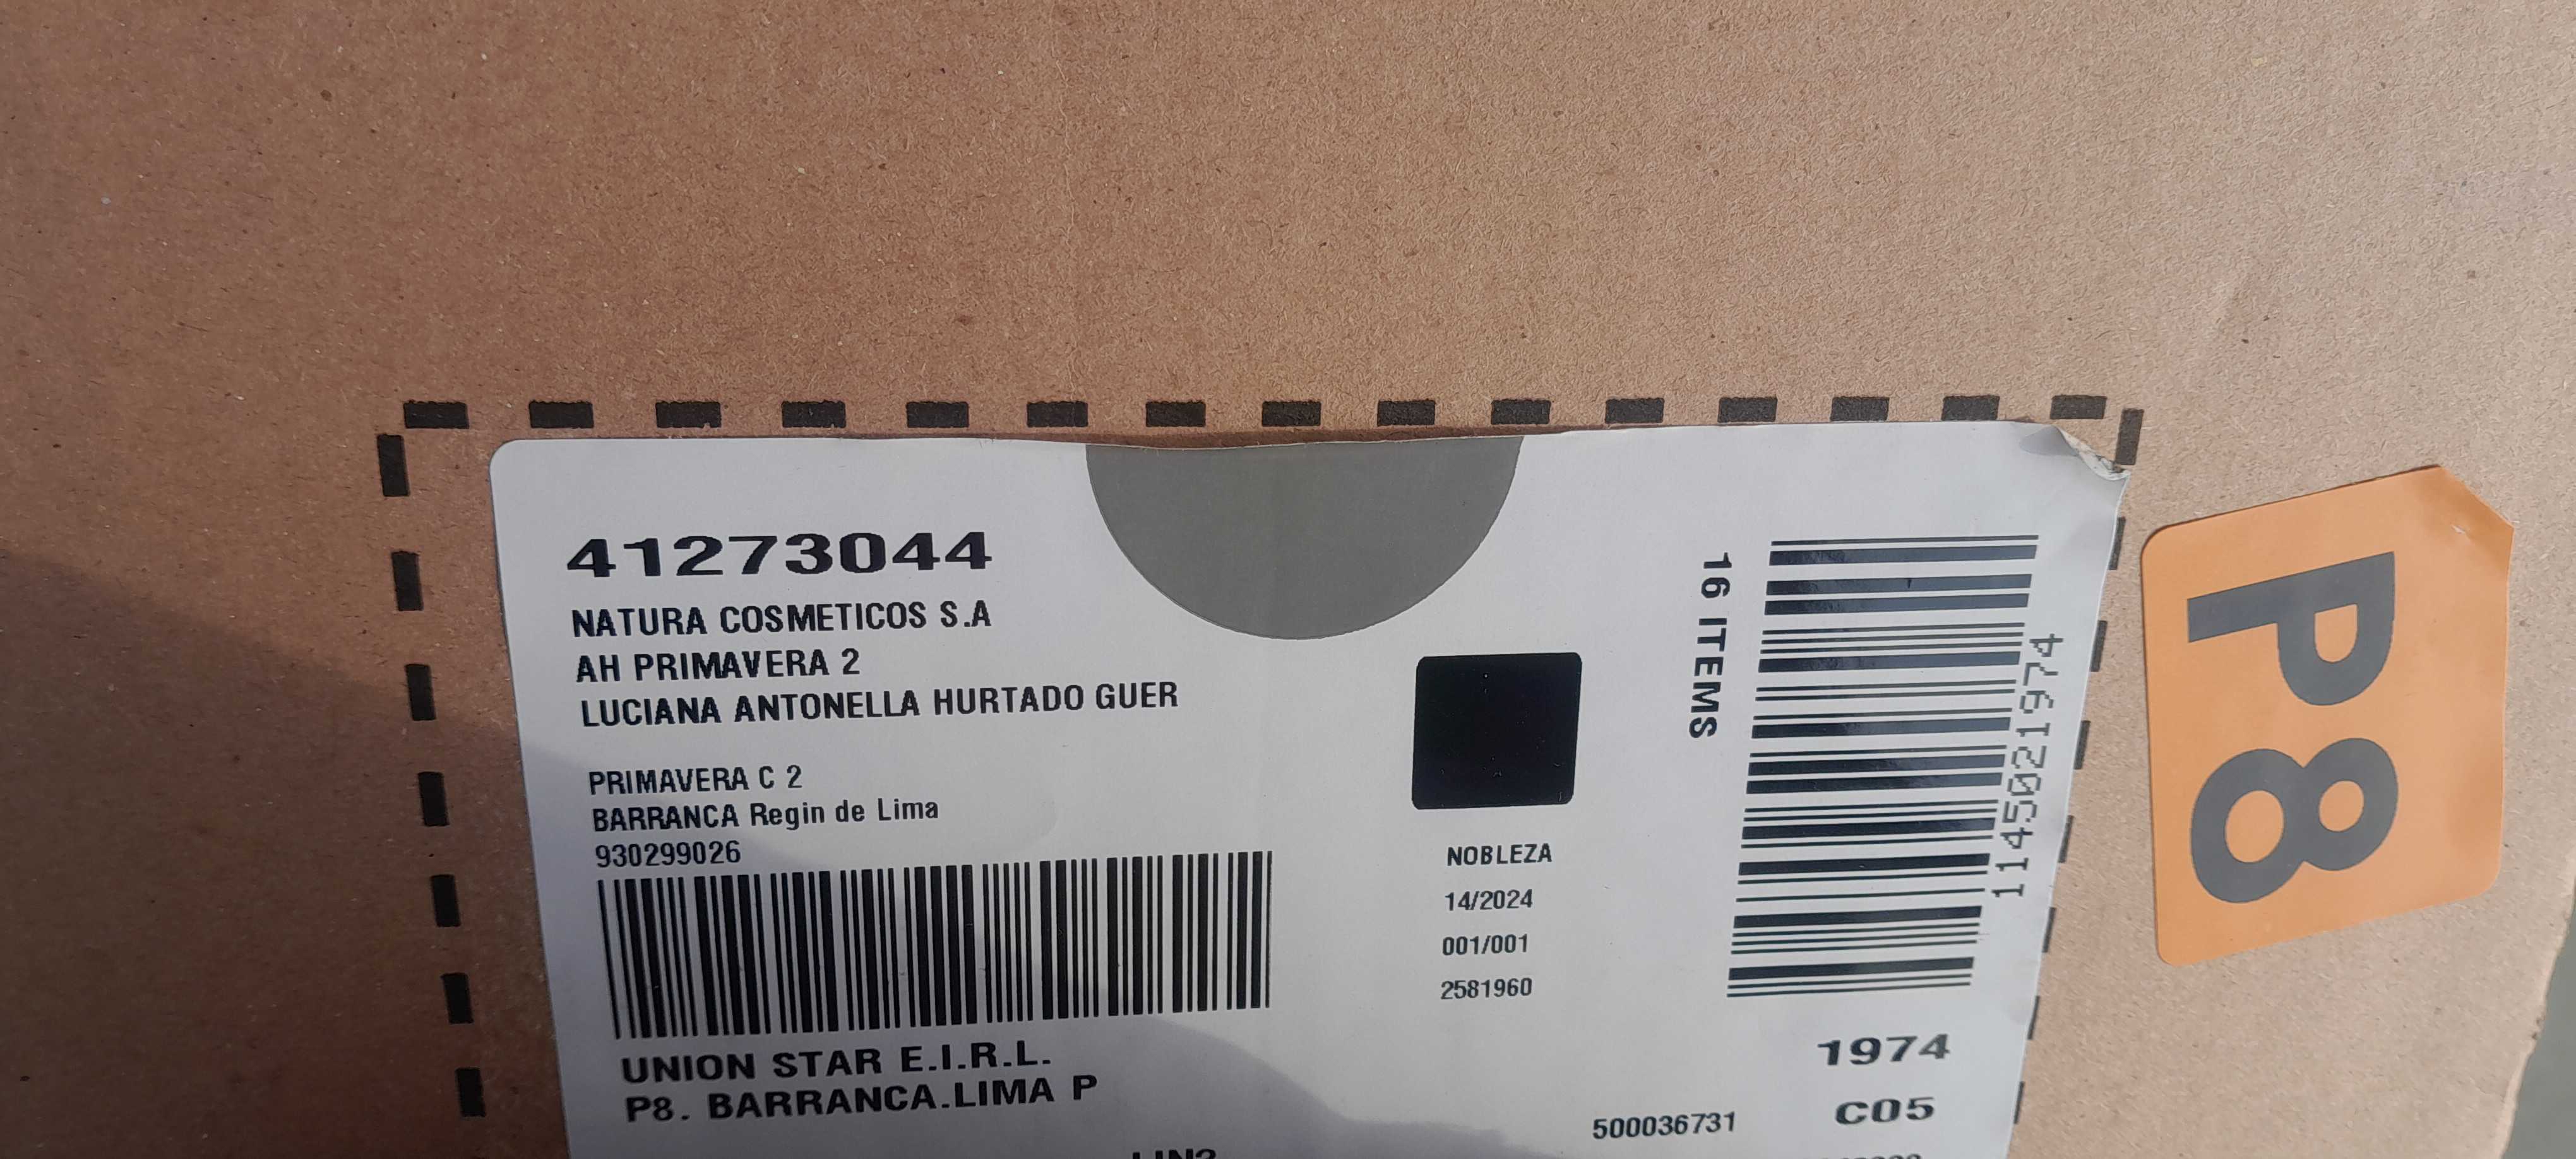 41273044
NATURA COSMETICOS S.A
AH PRIMAVERA 2
LUCIANA ANTONELLA HURTADO GUER
PRIMAVERA C 2
BARRANCA Regin de Lima
930299026
UNION STAR E.I.R.L.
P8. BARRANCA.LIMA P
NOBLEZA
14/2024
001/001
2581960
16 ITEMS
1145021974
1974
C05
500036731
P8